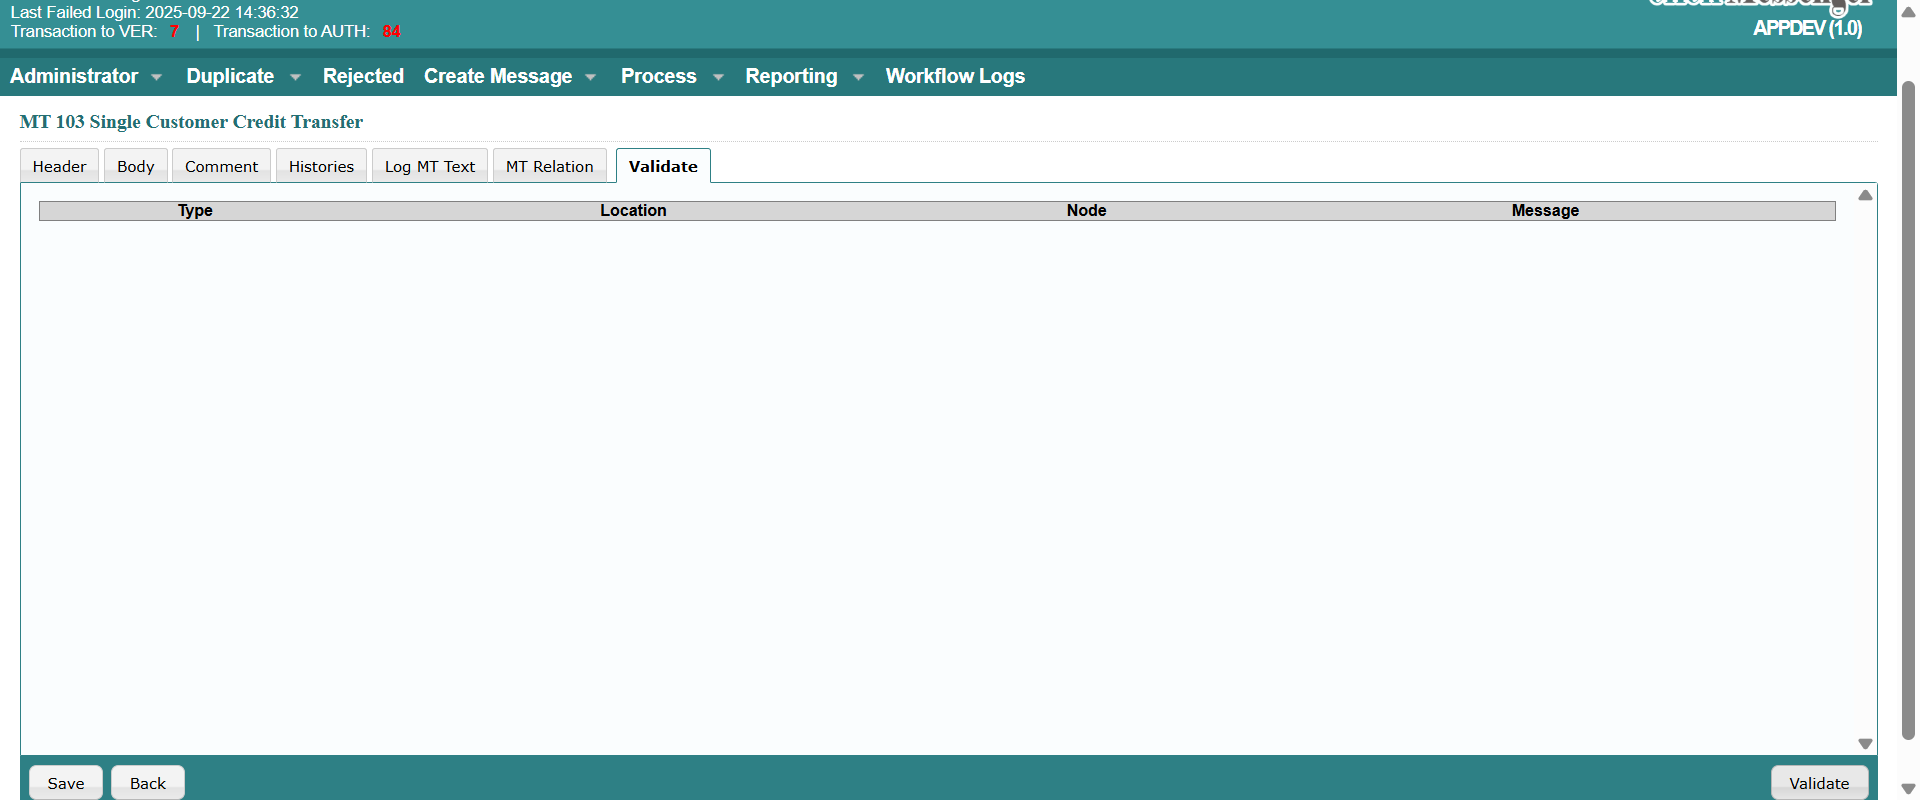 Last Failed Login: 2025-09-22 14:36:32
Transaction to VER: 7 | Transaction to AUTH: 84
APPDEV (1.0)
Administrator Duplicate Rejected Create Message Process Reporting Workflow Logs
MT 103 Single Customer Credit Transfer
Header Body Comment Histories Log MT Text MT Relation Validate
Type Location Node Message
Save Back Validate